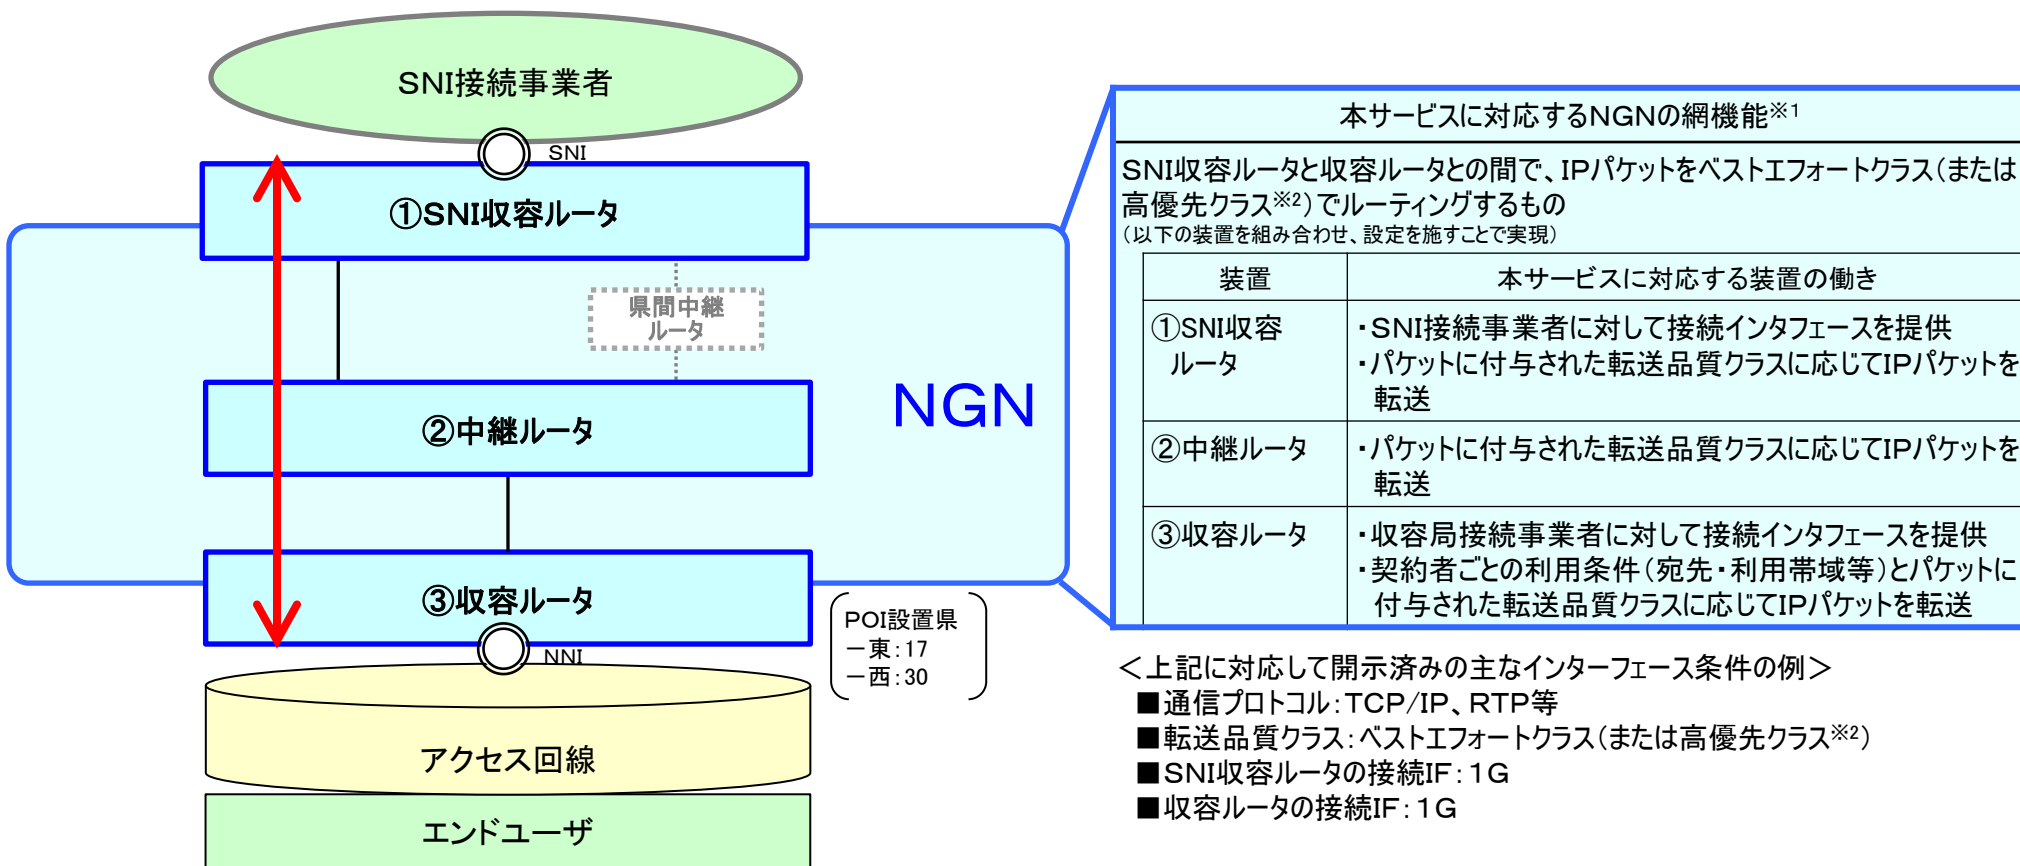 SNI接続事業者
SNI
①SNI収容ルータ
県間中継
ルータ
NGN
②中継ルータ
③収容ルータ
NNI
POI設置県
－東：17
－西：30
アクセス回線
エンドユーザ
本サービスに対応するNGNの網機能※1
SNI収容ルータと収容ルータとの間で、IPパケットをベストエフォートクラス（または
高優先クラス※2）でルーティングするもの
（以下の装置を組み合わせ、設定を施すことで実現）
装置 本サービスに対応する装置の働き
①SNI収容 ・SNI接続事業者に対して接続インタフェースを提供
ルータ ・パケットに付与された転送品質クラスに応じてIPパケットを
転送
②中継ルータ ・パケットに付与された転送品質クラスに応じてIPパケットを
転送
③収容ルータ ・収容局接続事業者に対して接続インタフェースを提供
・契約者ごとの利用条件（宛先・利用帯域等）とパケットに
付与された転送品質クラスに応じてIPパケットを転送
＜上記に対応して開示済みの主なインターフェース条件の例＞
■通信プロトコル：TCP/IP、RTP等
■転送品質クラス：ベストエフォートクラス（または高優先クラス※2）
■SNI収容ルータの接続IF：1G
■収容ルータの接続IF：1G